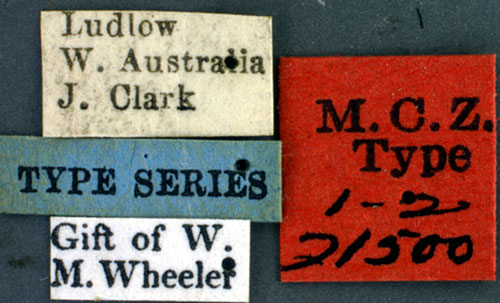 Ludlow
W. Australia
J. Clark
TYPE SERIES
Gift of W.
M. Wheeler
M. C. Z.
Type
1-2
21500